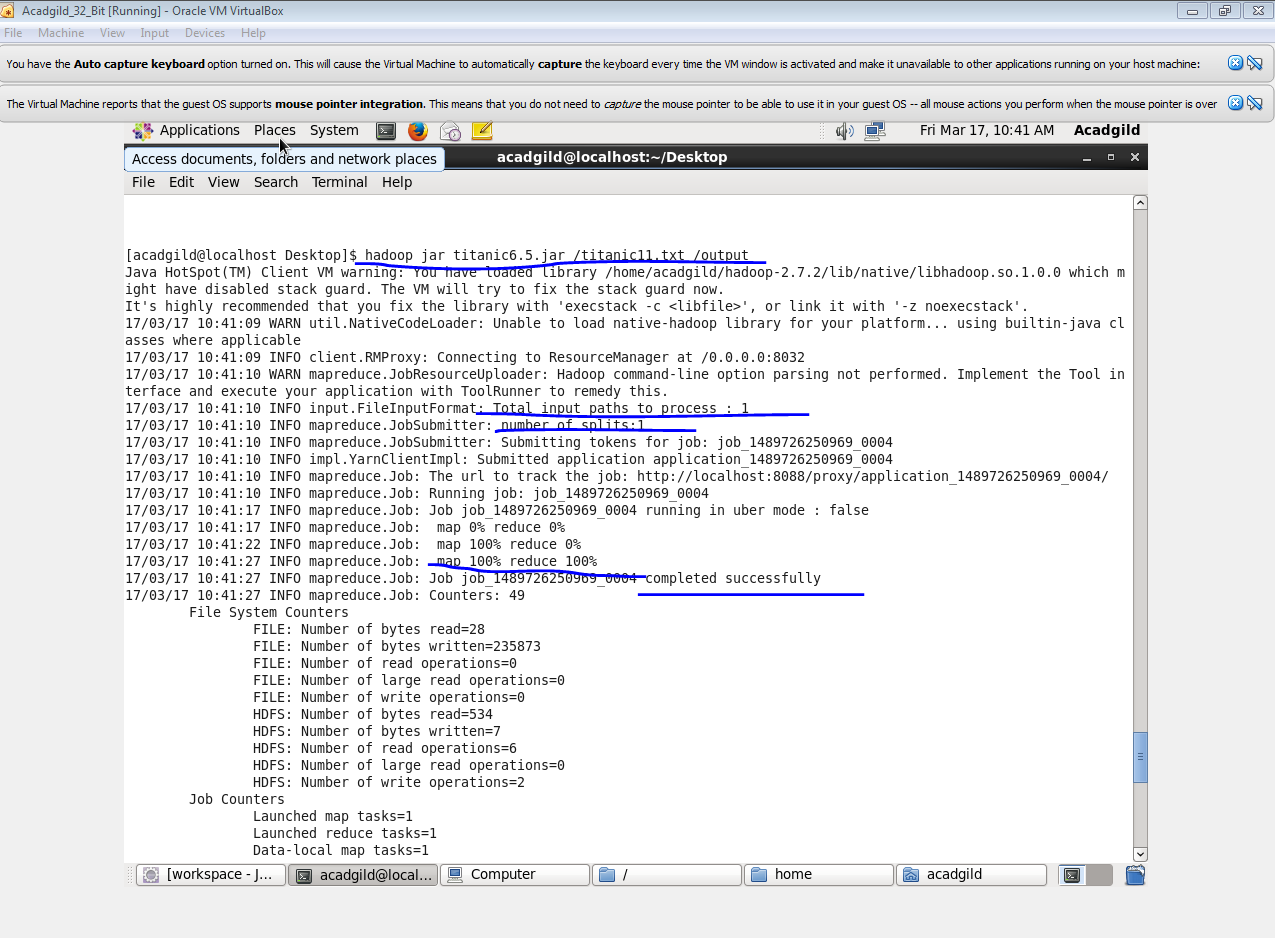 Acadgild_32_Bit [Running] - Oracle VM VirtualBox
File Machine View Input Devices Help
You have the Auto capture keyboard option turned on. This will cause the Virtual Machine to automatically capture the keyboard every time the VM window is activated and make it unavailable to other applications running on your host machine:
The Virtual Machine reports that the guest OS supports mouse pointer integration. This means that you do not need to capture the mouse pointer to be able to use it in your guest OS -- all mouse actions you perform when the mouse pointer is over
Applications Places System Fri Mar 17, 10:41 AM Acadgild
Access documents, folders and network places
acadgild@localhost:~/Desktop
File Edit View Search Terminal Help
[acadgild@localhost Desktop]$ hadoop jar titanic6.5.jar /titanic11.txt /output
Java HotSpot(TM) Client VM warning: You have loaded library /home/acadgild/hadoop-2.7.2/lib/native/libhadoop.so.1.0.0 which m
ight have disabled stack guard. The VM will try to fix the stack guard now.
It's highly recommended that you fix the library with 'execstack -c <libfile>', or link it with '-z noexecstack'.
17/03/17 10:41:09 WARN util.NativeCodeLoader: Unable to load native-hadoop library for your platform... using builtin-java cl
asses where applicable
17/03/17 10:41:09 INFO client.RMProxy: Connecting to ResourceManager at /0.0.0.0:8032
17/03/17 10:41:10 WARN mapreduce.JobResourceUploader: Hadoop command-line option parsing not performed. Implement the Tool in
terface and execute your application with ToolRunner to remedy this.
17/03/17 10:41:10 INFO input.FileInputFormat: Total input paths to process : 1
17/03/17 10:41:10 INFO mapreduce.JobSubmitter: number of splits:1
17/03/17 10:41:10 INFO mapreduce.JobSubmitter: Submitting tokens for job: job_1489726250969_0004
17/03/17 10:41:10 INFO impl.YarnClientImpl: Submitted application application_1489726250969_0004
17/03/17 10:41:10 INFO mapreduce.Job: The url to track the job: http://localhost:8088/proxy/application_1489726250969_0004/
17/03/17 10:41:10 INFO mapreduce.Job: Running job: job_1489726250969_0004
17/03/17 10:41:17 INFO mapreduce.Job: Job job_1489726250969_0004 running in uber mode : false
17/03/17 10:41:17 INFO mapreduce.Job:  map 0% reduce 0%
17/03/17 10:41:22 INFO mapreduce.Job:  map 100% reduce 0%
17/03/17 10:41:27 INFO mapreduce.Job:  map 100% reduce 100%
17/03/17 10:41:27 INFO mapreduce.Job: Job job_1489726250969_0004 completed successfully
17/03/17 10:41:27 INFO mapreduce.Job: Counters: 49
File System Counters
FILE: Number of bytes read=28
FILE: Number of bytes written=235873
FILE: Number of read operations=0
FILE: Number of large read operations=0
FILE: Number of write operations=0
HDFS: Number of bytes read=534
HDFS: Number of bytes written=7
HDFS: Number of read operations=6
HDFS: Number of large read operations=0
HDFS: Number of write operations=2
Job Counters
Launched map tasks=1
Launched reduce tasks=1
Data-local map tasks=1
[workspace - J... acadgild@local... Computer / home acadgild